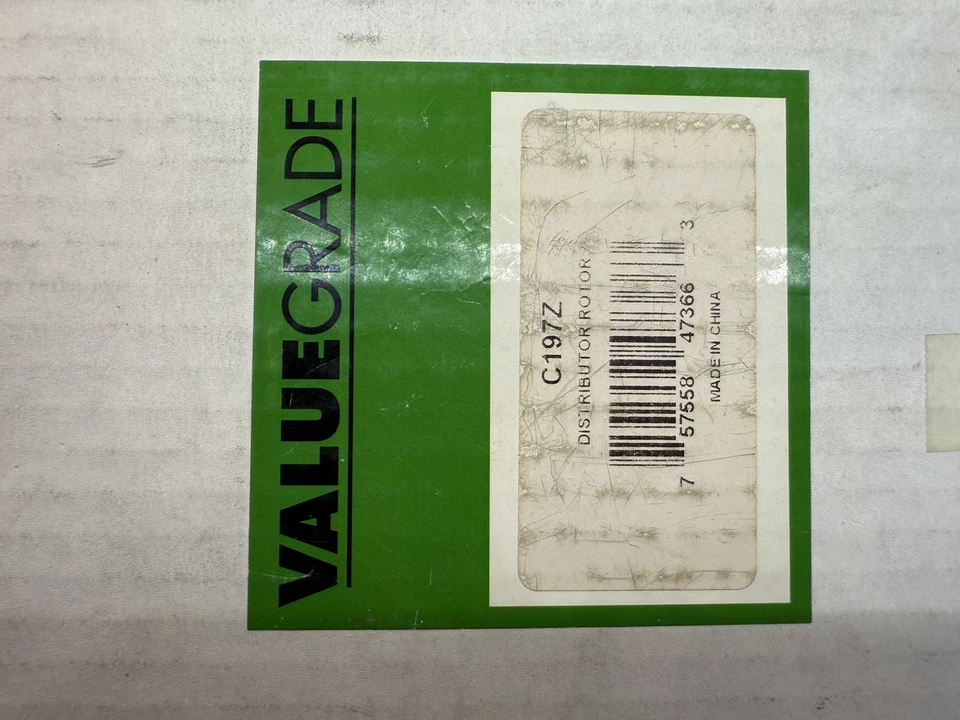 VALUEGRADE
C197Z
DISTRIBUTOR ROTOR
7 57558 47366 3
MADE IN CHINA